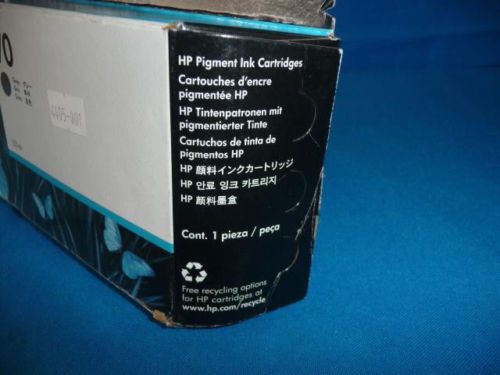 HP Pigment Ink Cartridges
Cartouches d'encre
pigmentée HP
HP Tintenpatronen mit
pigmentierter Tinte
Cartuchos de tinta de
pigmentos HP
HP 顔料インクカートリッジ
HP 안료 잉크 카트리지
HP 颜料墨盒
Cont. 1 pieza / peça
Free recycling options
for HP cartridges at
www.hp.com/recycle